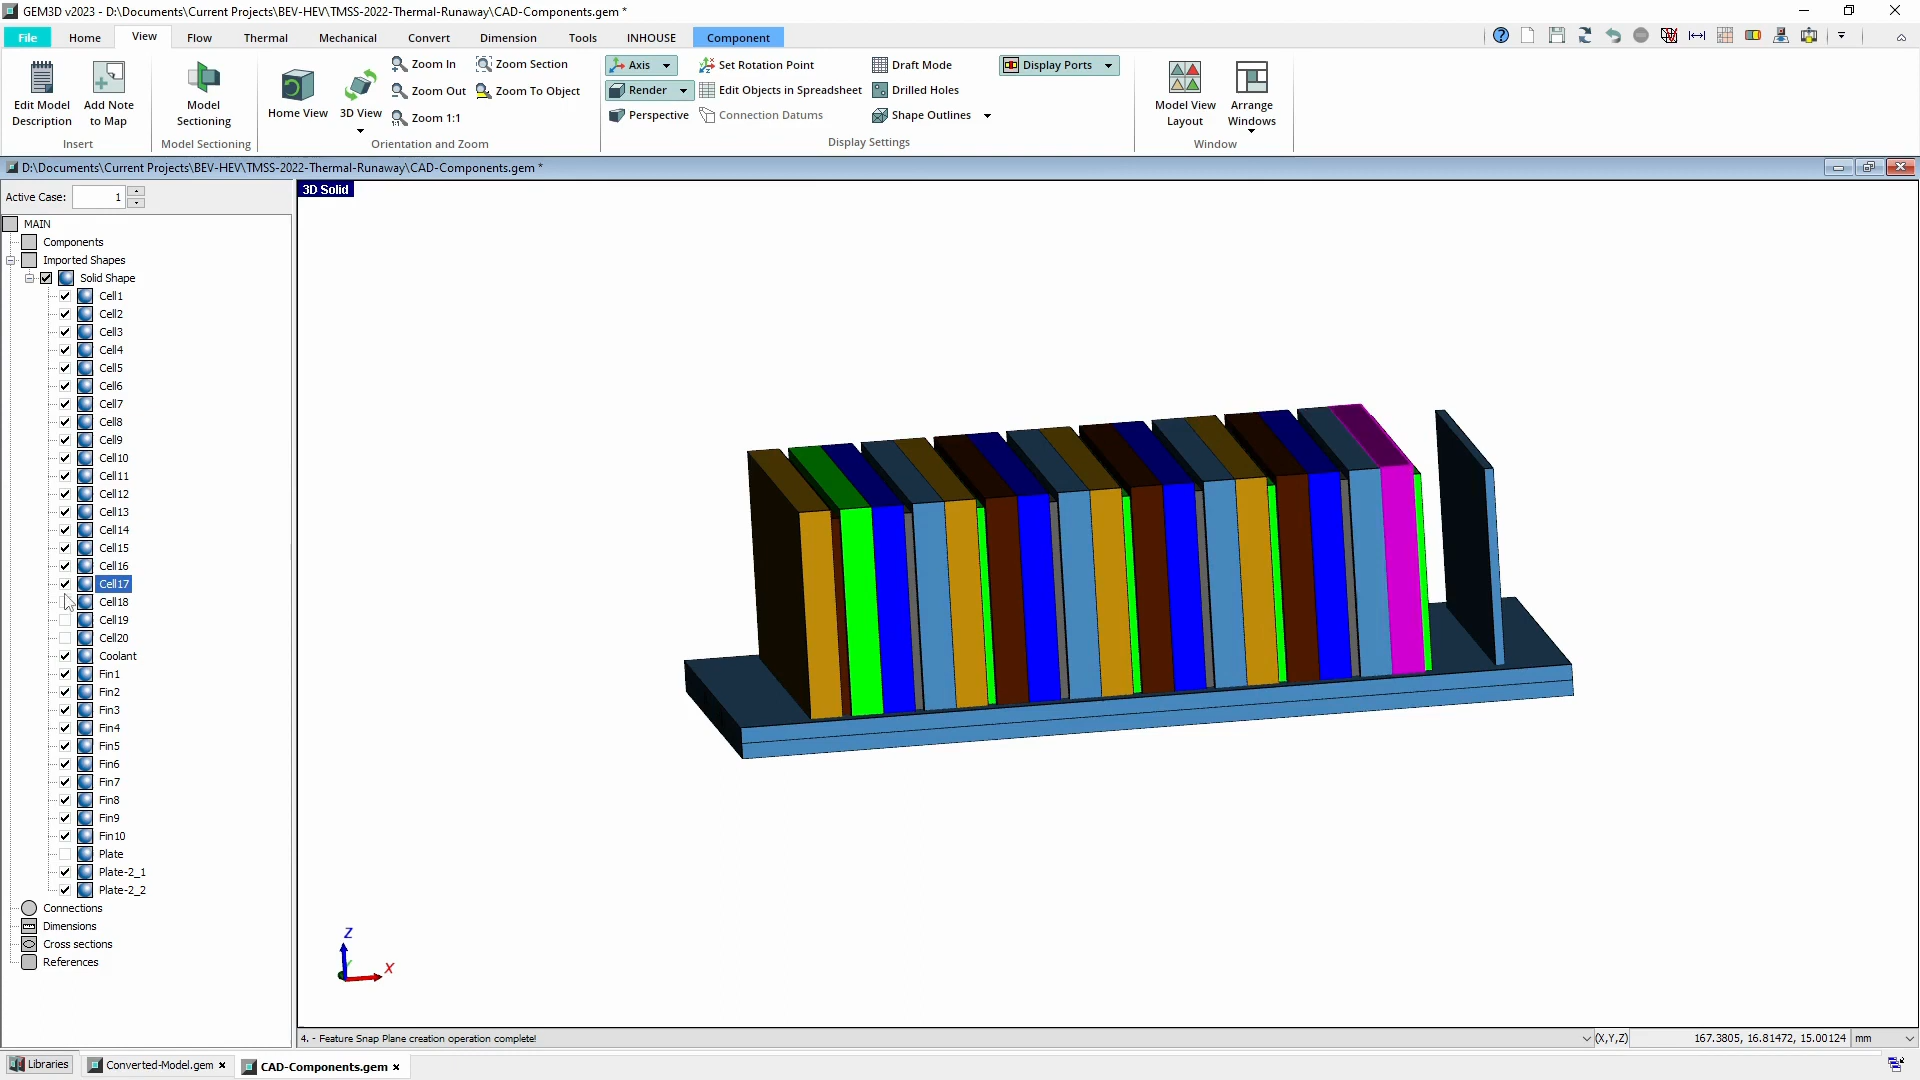 GEM3D v2023 - D:\Documents\Current Projects\BEV-HEV\TMSS-2022-Thermal-Runaway\CAD-Components.gem *
File Home View Flow Thermal Mechanical Convert Dimension Tools INHOUSE Component
Edit Model Description
Add Note to Map
Insert
Model Sectioning
Model Sectioning
Home View
3D View
Zoom In
Zoom Section
Zoom Out
Zoom To Object
Zoom 1:1
Orientation and Zoom
Axis
Set Rotation Point
Draft Mode
Display Ports
Render
Edit Objects in Spreadsheet
Drilled Holes
Perspective
Connection Datums
Shape Outlines
Display Settings
Model View Layout
Arrange Windows
Window
D:\Documents\Current Projects\BEV-HEV\TMSS-2022-Thermal-Runaway\CAD-Components.gem *
Active Case: 1
3D Solid
MAIN
Components
Imported Shapes
Solid Shape
Cell1
Cell2
Cell3
Cell4
Cell5
Cell6
Cell7
Cell8
Cell9
Cell10
Cell11
Cell12
Cell13
Cell14
Cell15
Cell16
Cell17
Cell18
Cell19
Cell20
Coolant
Fin1
Fin2
Fin3
Fin4
Fin5
Fin6
Fin7
Fin8
Fin9
Fin10
Plate
Plate-2_1
Plate-2_2
Connections
Dimensions
Cross sections
References
Z
X
4. - Feature Snap Plane creation operation complete!
(X,Y,Z) 167.3805, 16.81472, 15.00124 mm
Libraries Converted-Model.gem × CAD-Components.gem ×